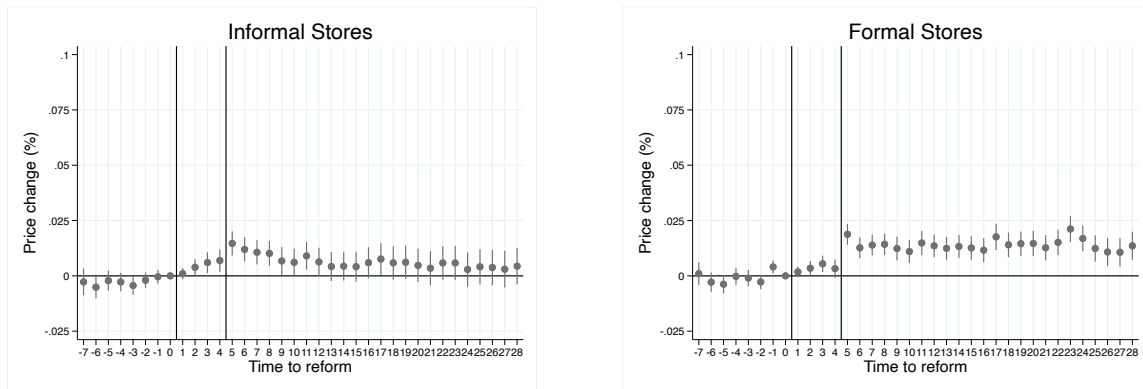 Informal Stores
.1
.075
.05
.025
0
-.025
Price change (%)
-7 -6 -5 -4 -3 -2 -1 0 1 2 3 4 5 6 7 8 9 10 11 12 13 14 15 16 17 18 19 20 21 22 23 24 25 26 27 28
Time to reform
Formal Stores
.1
.075
.05
.025
0
-.025
Price change (%)
-7 -6 -5 -4 -3 -2 -1 0 1 2 3 4 5 6 7 8 9 10 11 12 13 14 15 16 17 18 19 20 21 22 23 24 25 26 27 28
Time to reform